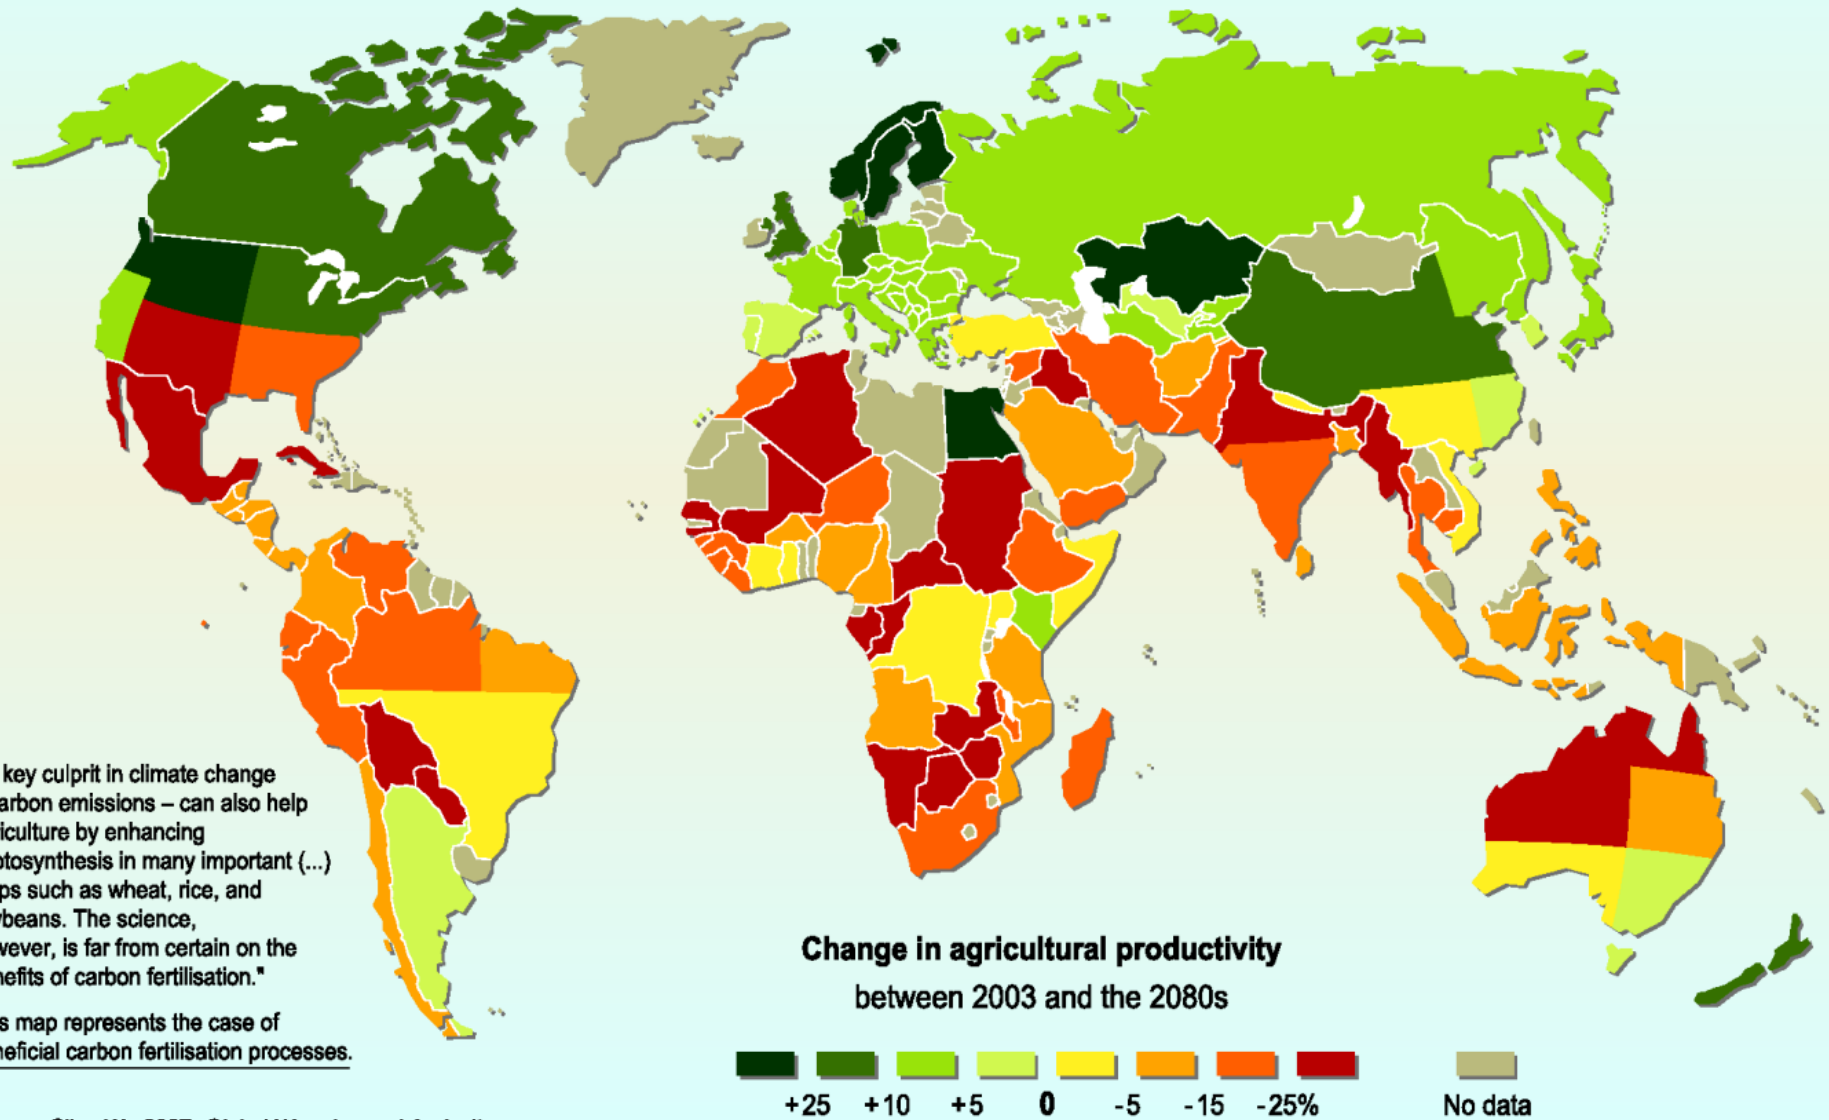 key culprit in climate change
arbon emissions – can also help
iculture by enhancing
otosynthesis in many important (...)
ps such as wheat, rice, and
beans. The science,
wever, is far from certain on the
nefits of carbon fertilisation."
s map represents the case of
neficial carbon fertilisation processes.
Change in agricultural productivity
between 2003 and the 2080s
+25 +10 +5 0 -5 -15 -25% No data